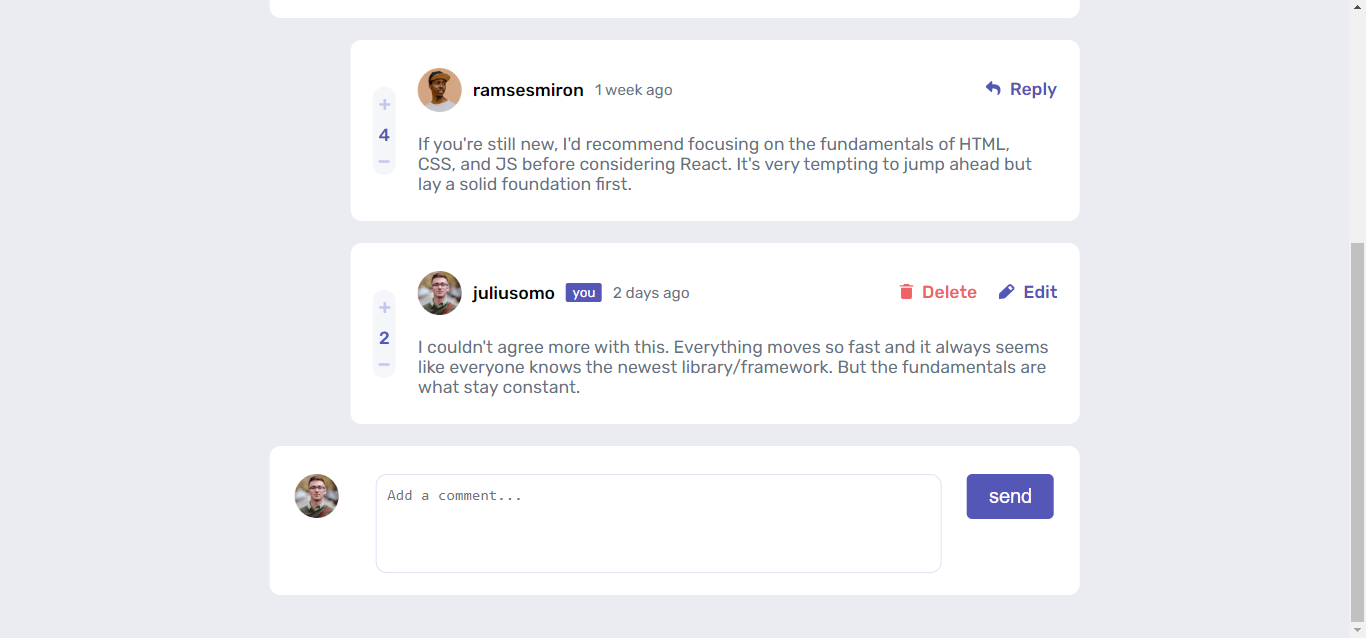 ramsesmiron 1 week ago Reply
+
4
−
If you're still new, I'd recommend focusing on the fundamentals of HTML,
CSS, and JS before considering React. It's very tempting to jump ahead but
lay a solid foundation first.
juliusomo you 2 days ago Delete Edit
+
2
−
I couldn't agree more with this. Everything moves so fast and it always seems
like everyone knows the newest library/framework. But the fundamentals are
what stay constant.
Add a comment...
send